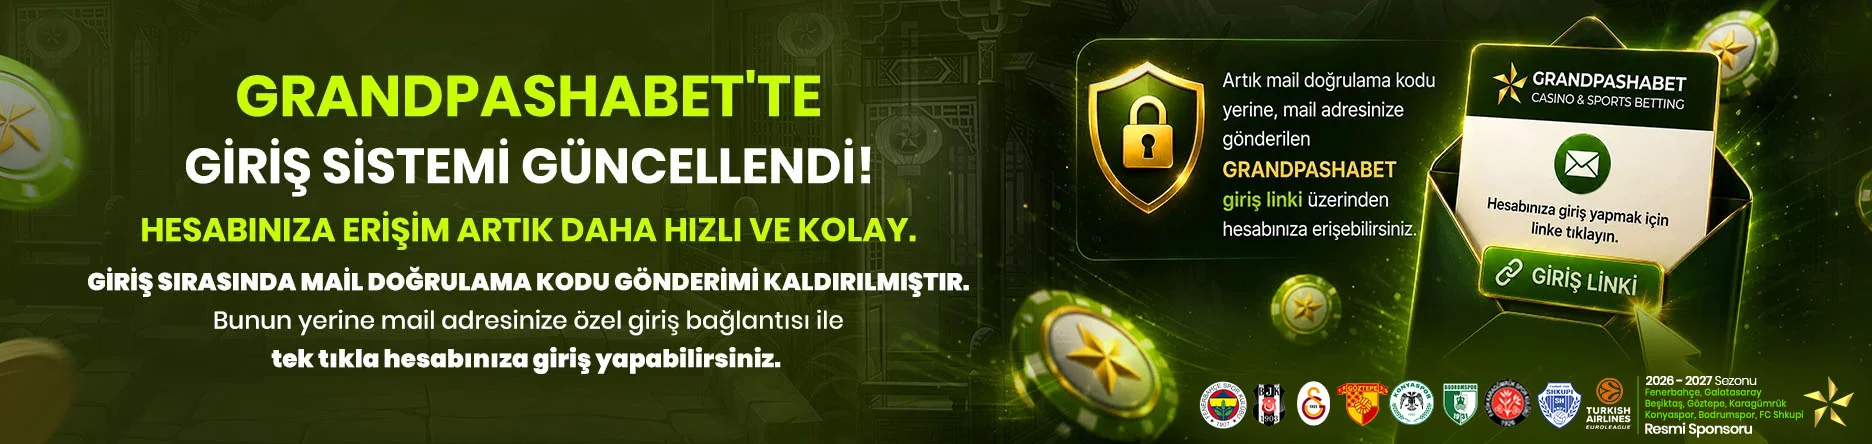 GRANDPASHABET'TE
GİRİŞ SİSTEMİ GÜNCELLENDİ!
HESABINIZA ERİŞİM ARTIK DAHA HIZLI VE KOLAY.
GİRİŞ SIRASINDA MAİL DOĞRULAMA KODU GÖNDERİMİ KALDIRILMIŞTIR.
Bunun yerine mail adresinize özel giriş bağlantısı ile
tek tıkla hesabınıza giriş yapabilirsiniz.
Artık mail doğrulama kodu
yerine, mail adresinize
gönderilen
GRANDPASHABET
giriş linki üzerinden
hesabınıza erişebilirsiniz.
GRANDPASHABET
CASINO & SPORTS BETTING
Hesabınıza giriş yapmak için
linke tıklayın.
GİRİŞ LİNKİ
TURKISH
AIRLINES
EUROLEAGUE
2026 - 2027 Sezonu
Fenerbahçe, Galatasaray
Beşiktaş, Göztepe, Karagümrük
Konyaspor, Bodrumspor, FC Shkupi
Resmi Sponsoru